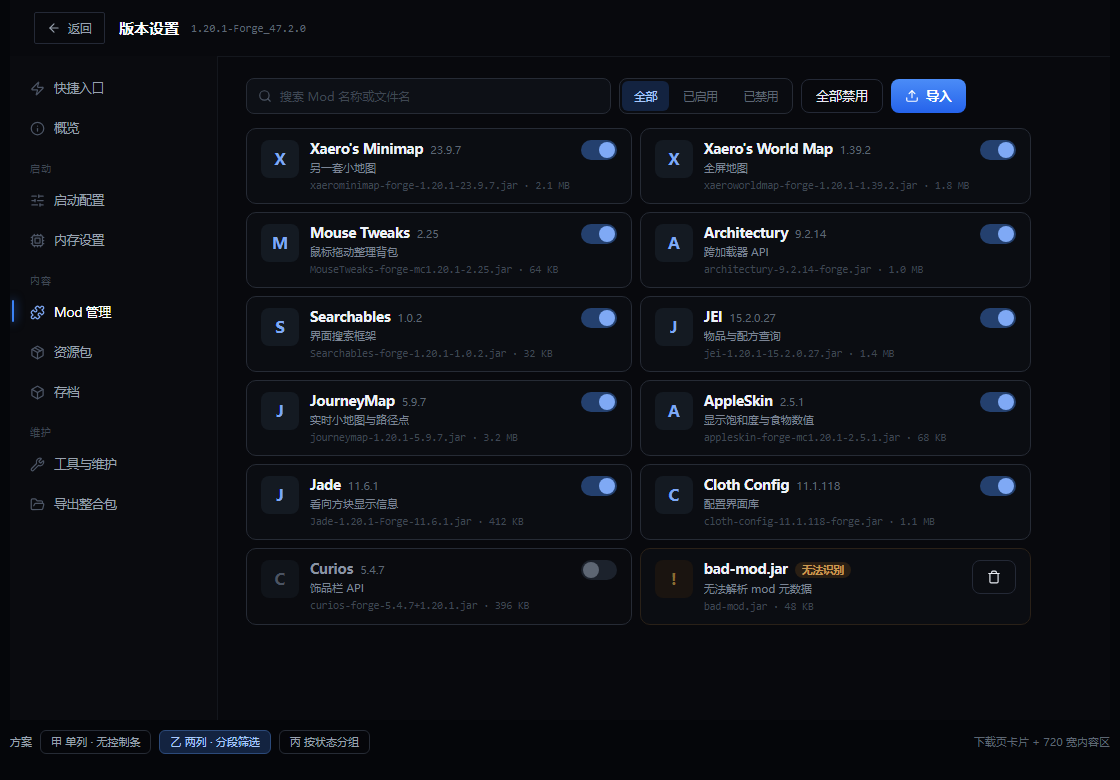 返回 版本设置 1.20.1-Forge_47.2.0
快捷入口
概览
启动
启动配置
内存设置
内容
Mod 管理
资源包
存档
维护
工具与维护
导出整合包
搜索 Mod 名称或文件名 全部 已启用 已禁用 全部禁用 导入
X Xaero's Minimap 23.9.7
另一套小地图
xaerominimap-forge-1.20.1-23.9.7.jar · 2.1 MB
X Xaero's World Map 1.39.2
全屏地图
xaeroworldmap-forge-1.20.1-1.39.2.jar · 1.8 MB
M Mouse Tweaks 2.25
鼠标拖动整理背包
MouseTweaks-forge-mc1.20.1-2.25.jar · 64 KB
A Architectury 9.2.14
跨加载器 API
architectury-9.2.14-forge.jar · 1.0 MB
S Searchables 1.0.2
界面搜索框架
Searchables-forge-1.20.1-1.0.2.jar · 32 KB
J JEI 15.2.0.27
物品与配方查询
jei-1.20.1-15.2.0.27.jar · 1.4 MB
J JourneyMap 5.9.7
实时小地图与路径点
journeymap-1.20.1-5.9.7.jar · 3.2 MB
A AppleSkin 2.5.1
显示饱和度与食物数值
appleskin-forge-mc1.20.1-2.5.1.jar · 68 KB
J Jade 11.6.1
看向方块显示信息
Jade-1.20.1-Forge-11.6.1.jar · 412 KB
C Cloth Config 11.1.118
配置界面库
cloth-config-11.1.118-forge.jar · 1.1 MB
C Curios 5.4.7
饰品栏 API
curios-forge-5.4.7+1.20.1.jar · 396 KB
! bad-mod.jar 无法识别
无法解析 mod 元数据
bad-mod.jar · 48 KB
方案 甲 单列 · 无控制条 乙 两列 · 分段筛选 丙 按状态分组 下载页卡片 + 720 宽内容区